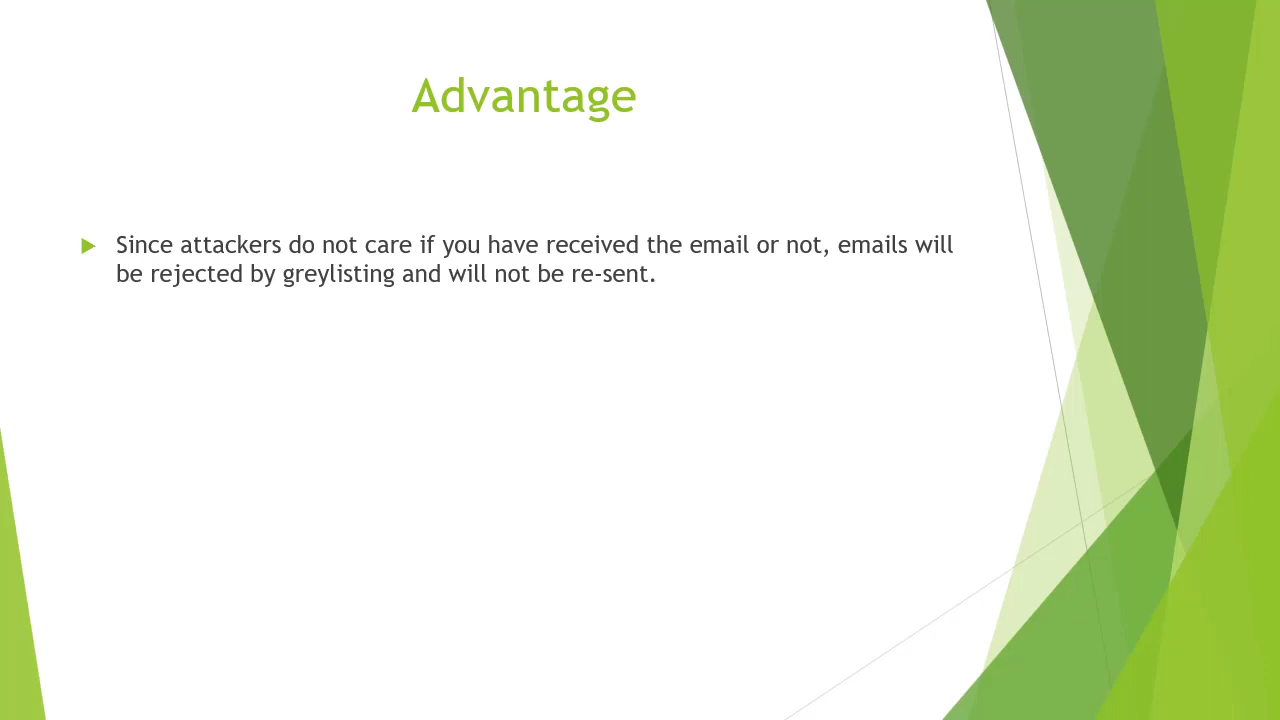 Advantage
Since attackers do not care if you have received the email or not, emails will
be rejected by greylisting and will not be re-sent.